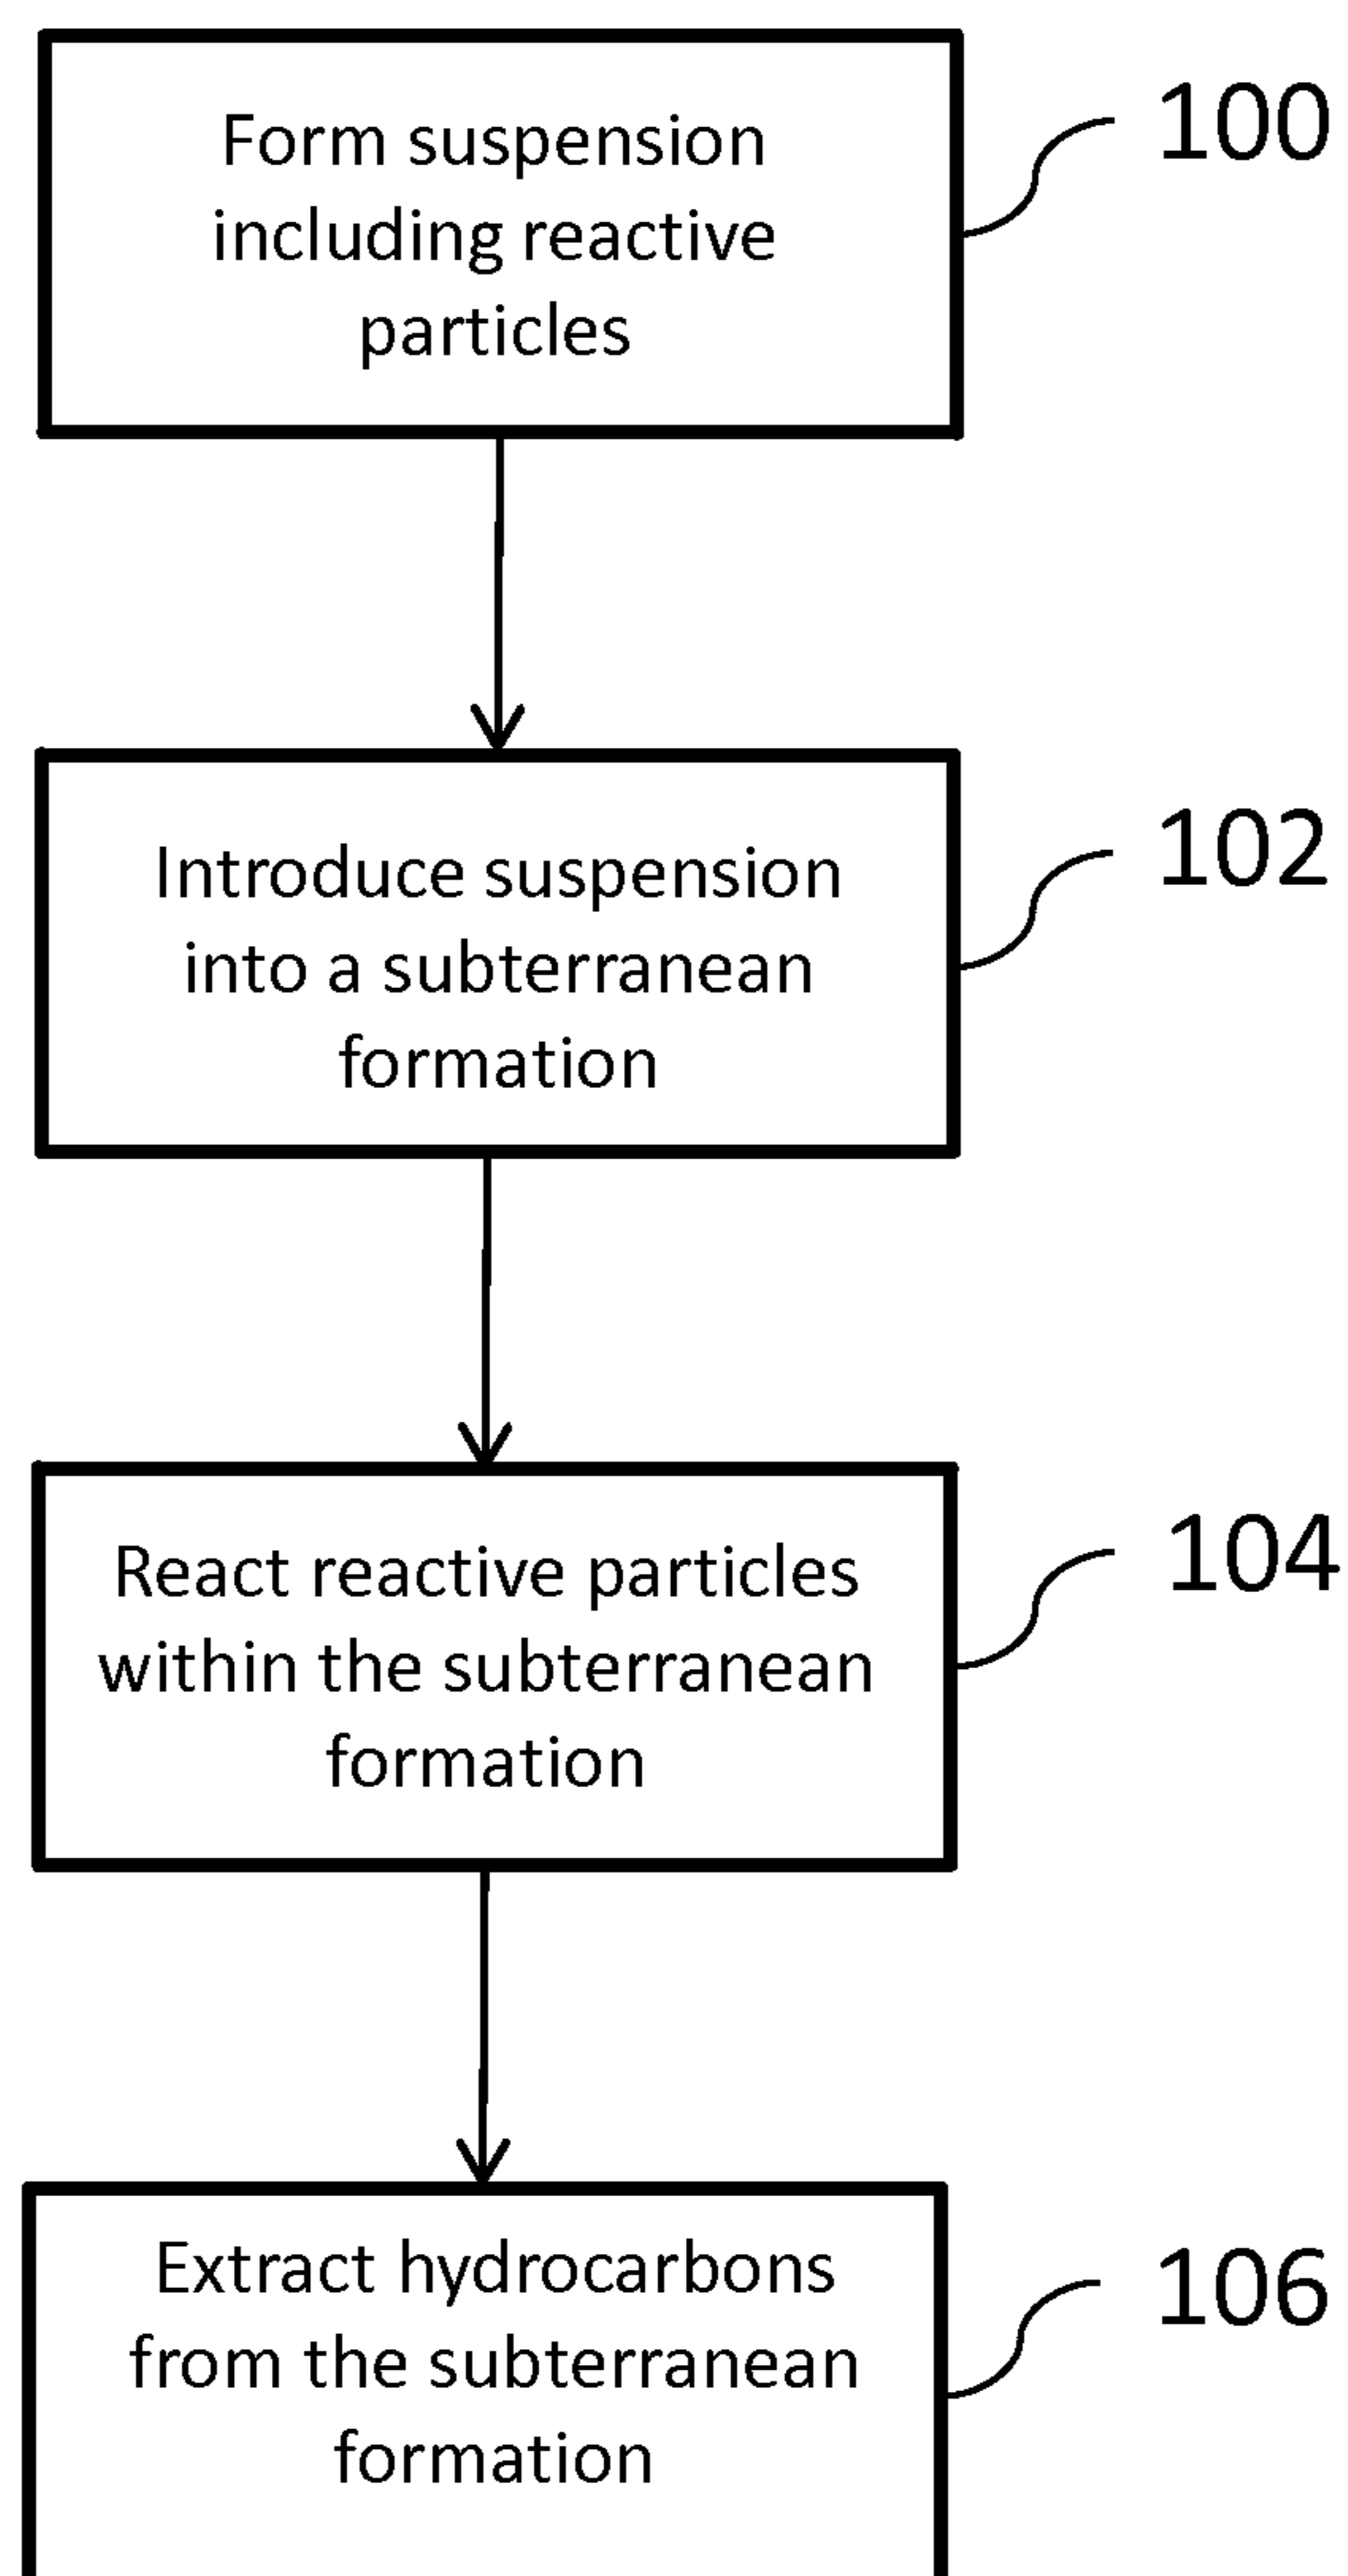 Form suspension
including reactive
particles
100
Introduce suspension
into a subterranean
formation
102
React reactive particles
within the subterranean
formation
104
Extract hydrocarbons
from the subterranean
formation
106